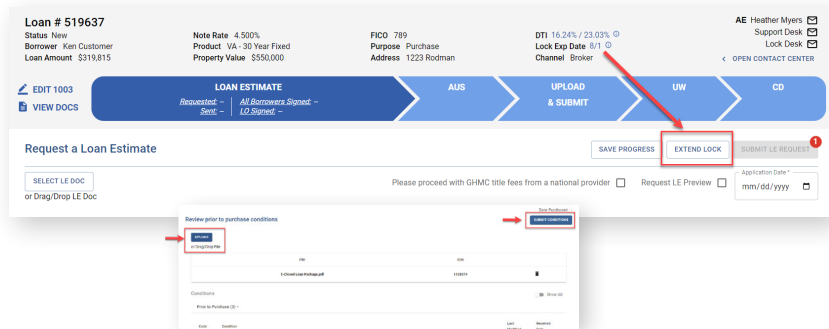 Loan # 519637
Status New
Borrower Ken Customer
Loan Amount $319,815
Note Rate 4.500%
Product VA - 30 Year Fixed
Property Value $550,000
FICO 789
Purpose Purchase
Address 1223 Rodman
DTI 16.24% / 23.03%
Lock Exp Date 8/1
Channel Broker
AE Heather Myers
Support Desk
Lock Desk
< OPEN CONTACT CENTER
EDIT 1003
VIEW DOCS
LOAN ESTIMATE
Requested: – All Borrowers Signed: –
Sent: – LO Signed: –
AUS
UPLOAD
& SUBMIT
UW
CD
Request a Loan Estimate
SAVE PROGRESS
EXTEND LOCK
SUBMIT LE REQUEST
1
SELECT LE DOC
or Drag/Drop LE Doc
Please proceed with GHMC title fees from a national provider
Request LE Preview
Application Date *
mm/dd/yyyy
Review prior to purchase conditions
SUBMIT CONDITIONS
UPLOAD
or Drag/Drop File
Conditions
Show All
Prior to Purchase (3)
Code Condition